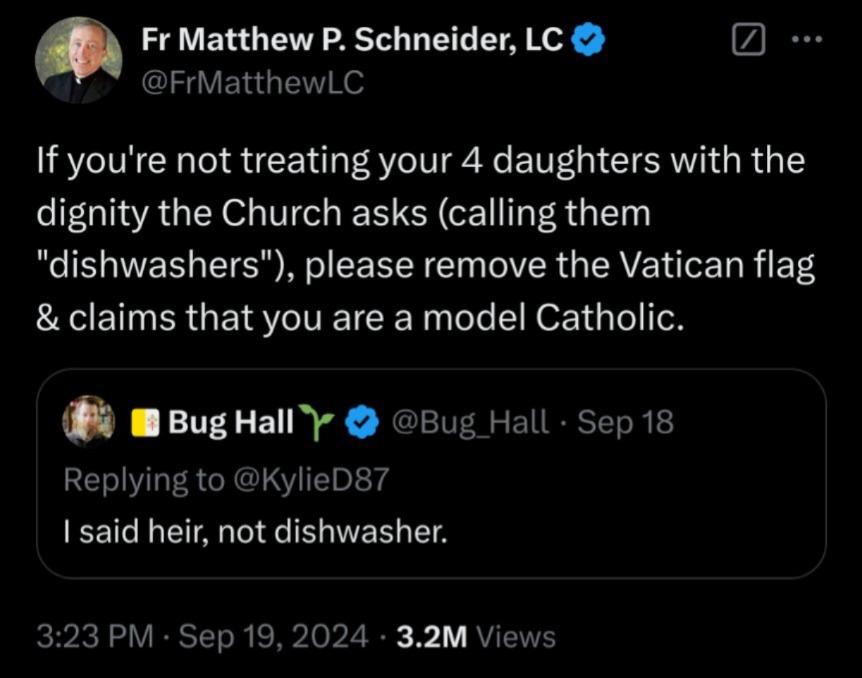 Fr Matthew P. Schneider, LC
@FrMatthewLC
If you're not treating your 4 daughters with the
dignity the Church asks (calling them
"dishwashers"), please remove the Vatican flag
& claims that you are a model Catholic.
🇻🇦 Bug Hall🌱 @Bug_Hall · Sep 18
Replying to @KylieD87
I said heir, not dishwasher.
3:23 PM · Sep 19, 2024 · 3.2M Views